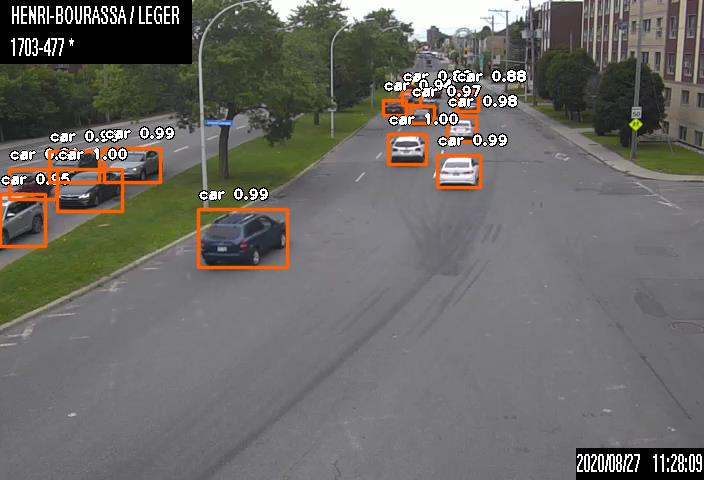 HENRI-BOURASSA / LEGER
1703-477 *
car 0.88
car 0.97
car 0.98
car 1.00
car 0.99
car 0.99
car 1.00
car 0.95
car 0.99
50
2020/08/27 11:28:09